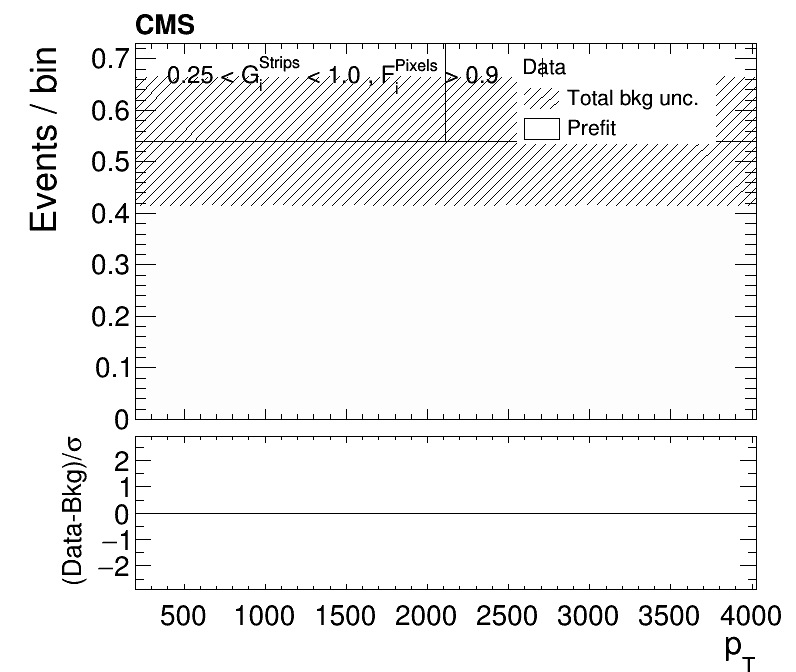 CMS
Events / bin
0.7
0.6
0.5
0.4
0.3
0.2
0.1
0
0.25 < G_i^Strips < 1.0 , F_i^Pixels > 0.9
Data
Total bkg unc.
Prefit
(Data-Bkg)/σ
2
1
0
−1
−2
500 1000 1500 2000 2500 3000 3500 4000
p_T